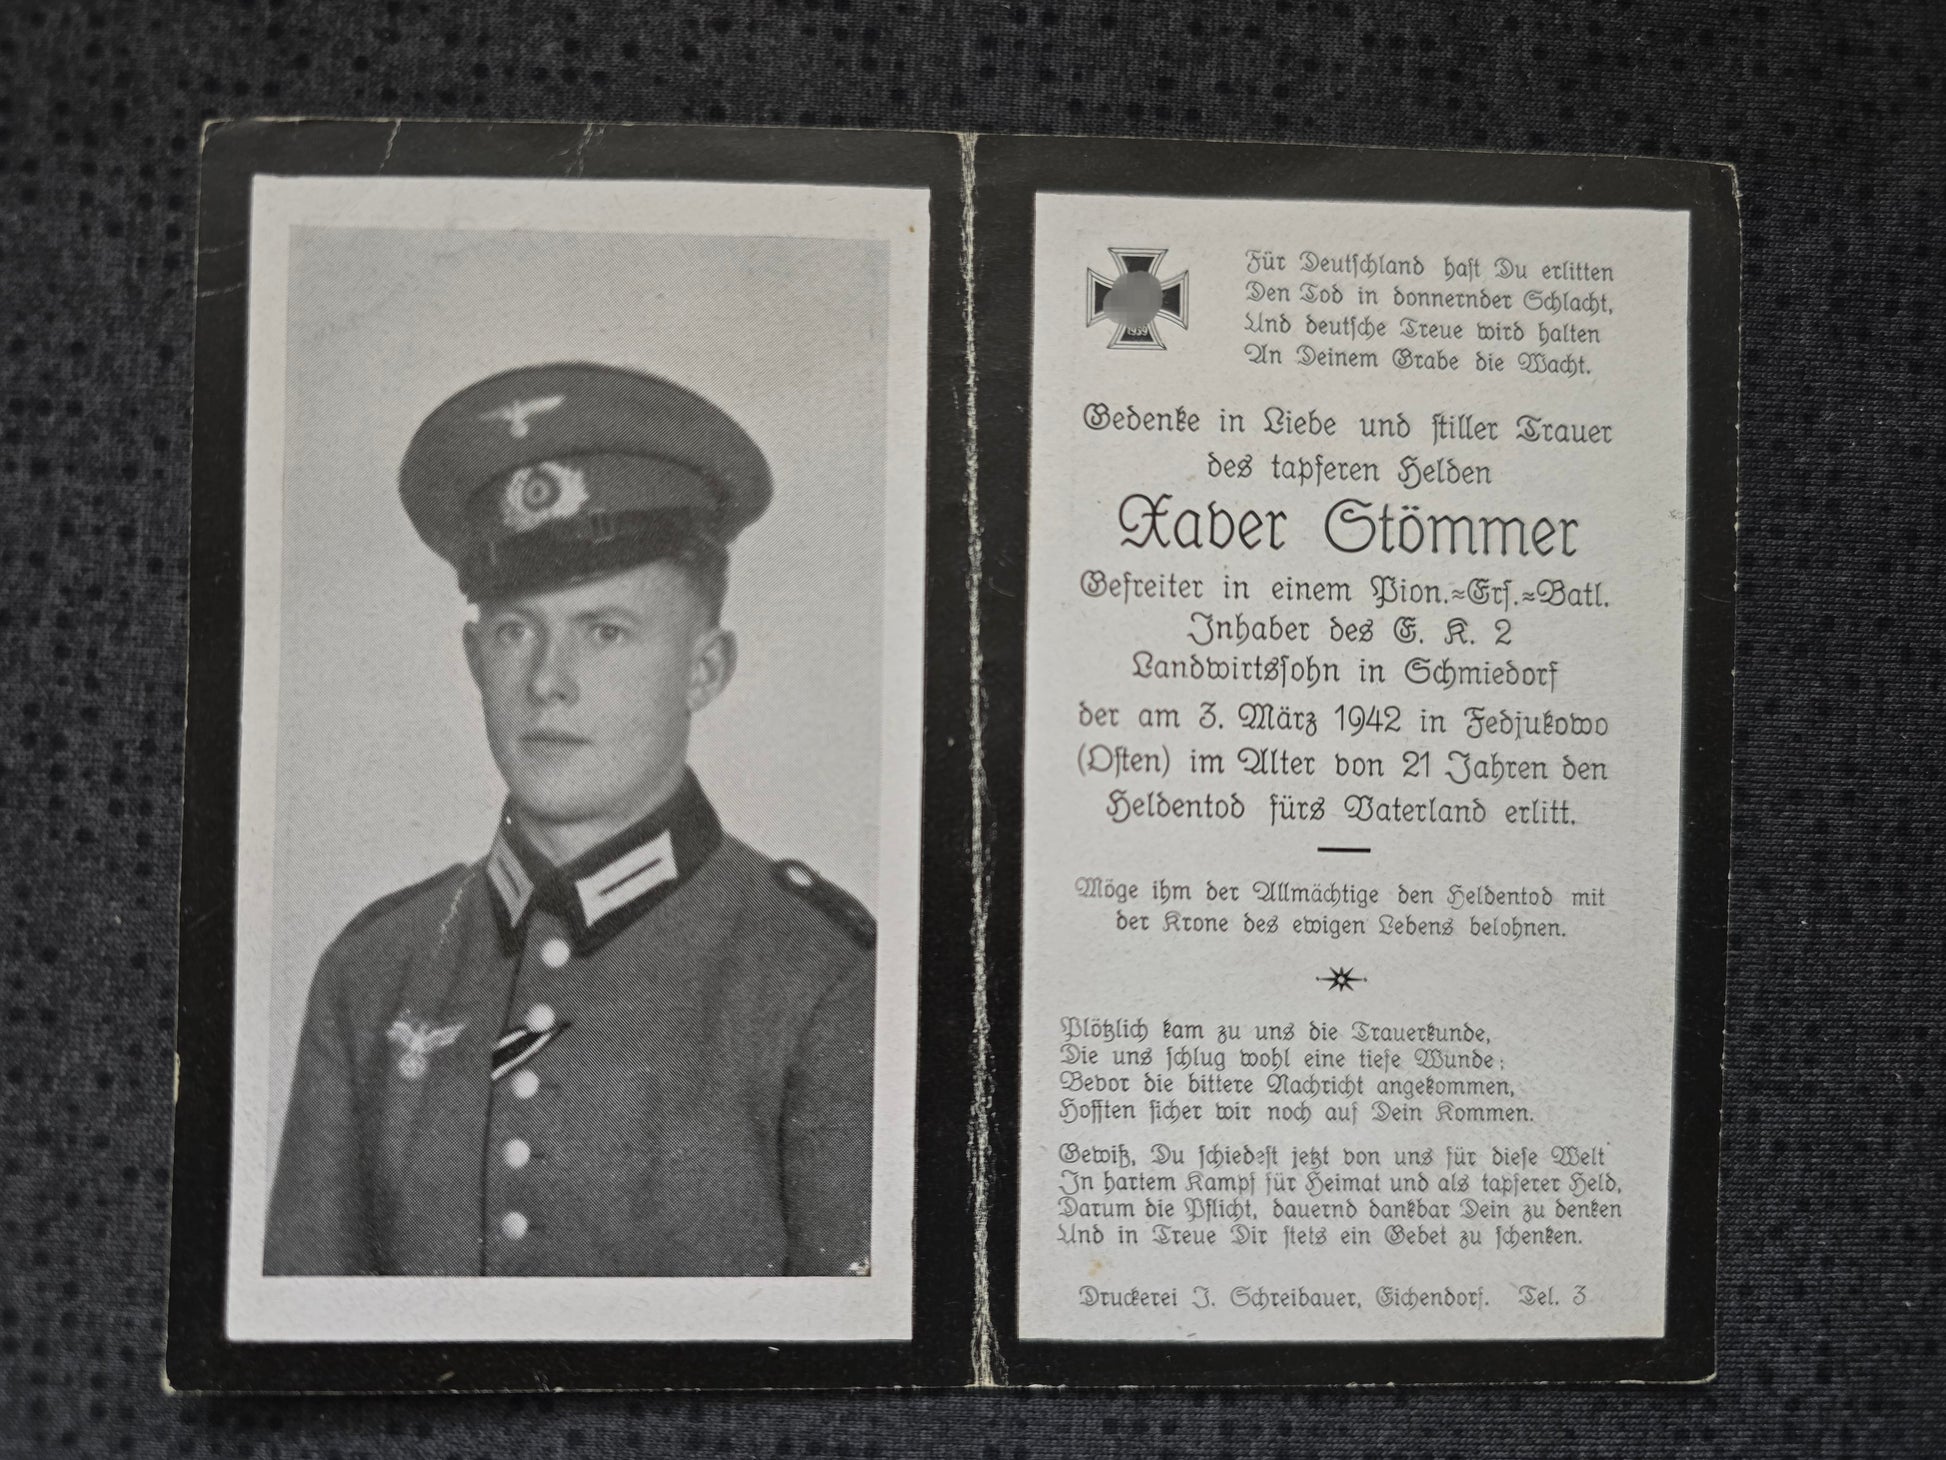 1939
Für Deutschland hast Du erlitten
Den Tod in donnernder Schlacht,
Und deutsche Treue wird halten
An Deinem Grabe die Wacht.
Gedenke in Liebe und stiller Trauer
des tapferen Helden
Xaver Stömmer
Gefreiter in einem Pion.=Ers.=Batl.
Inhaber des E. K. 2
Landwirtssohn in Schmiedorf
der am 3. März 1942 in Fedjukowo
(Osten) im Alter von 21 Jahren den
Heldentod fürs Vaterland erlitt.
Möge ihm der Allmächtige den Heldentod mit
der Krone des ewigen Lebens belohnen.
Plötzlich kam zu uns die Trauerkunde,
Die uns schlug wohl eine tiefe Wunde;
Bevor die bittere Nachricht angekommen,
Hofften sicher wir noch auf Dein Kommen.
Gewiß, Du schiedest jetzt von uns für diese Welt
In hartem Kampf für Heimat und als tapferer Held,
Darum die Pflicht, dauernd dankbar Dein zu denken
Und in Treue Dir stets ein Gebet zu schenken.
Druckerei J. Schreibauer, Eichendorf. Tel. 3